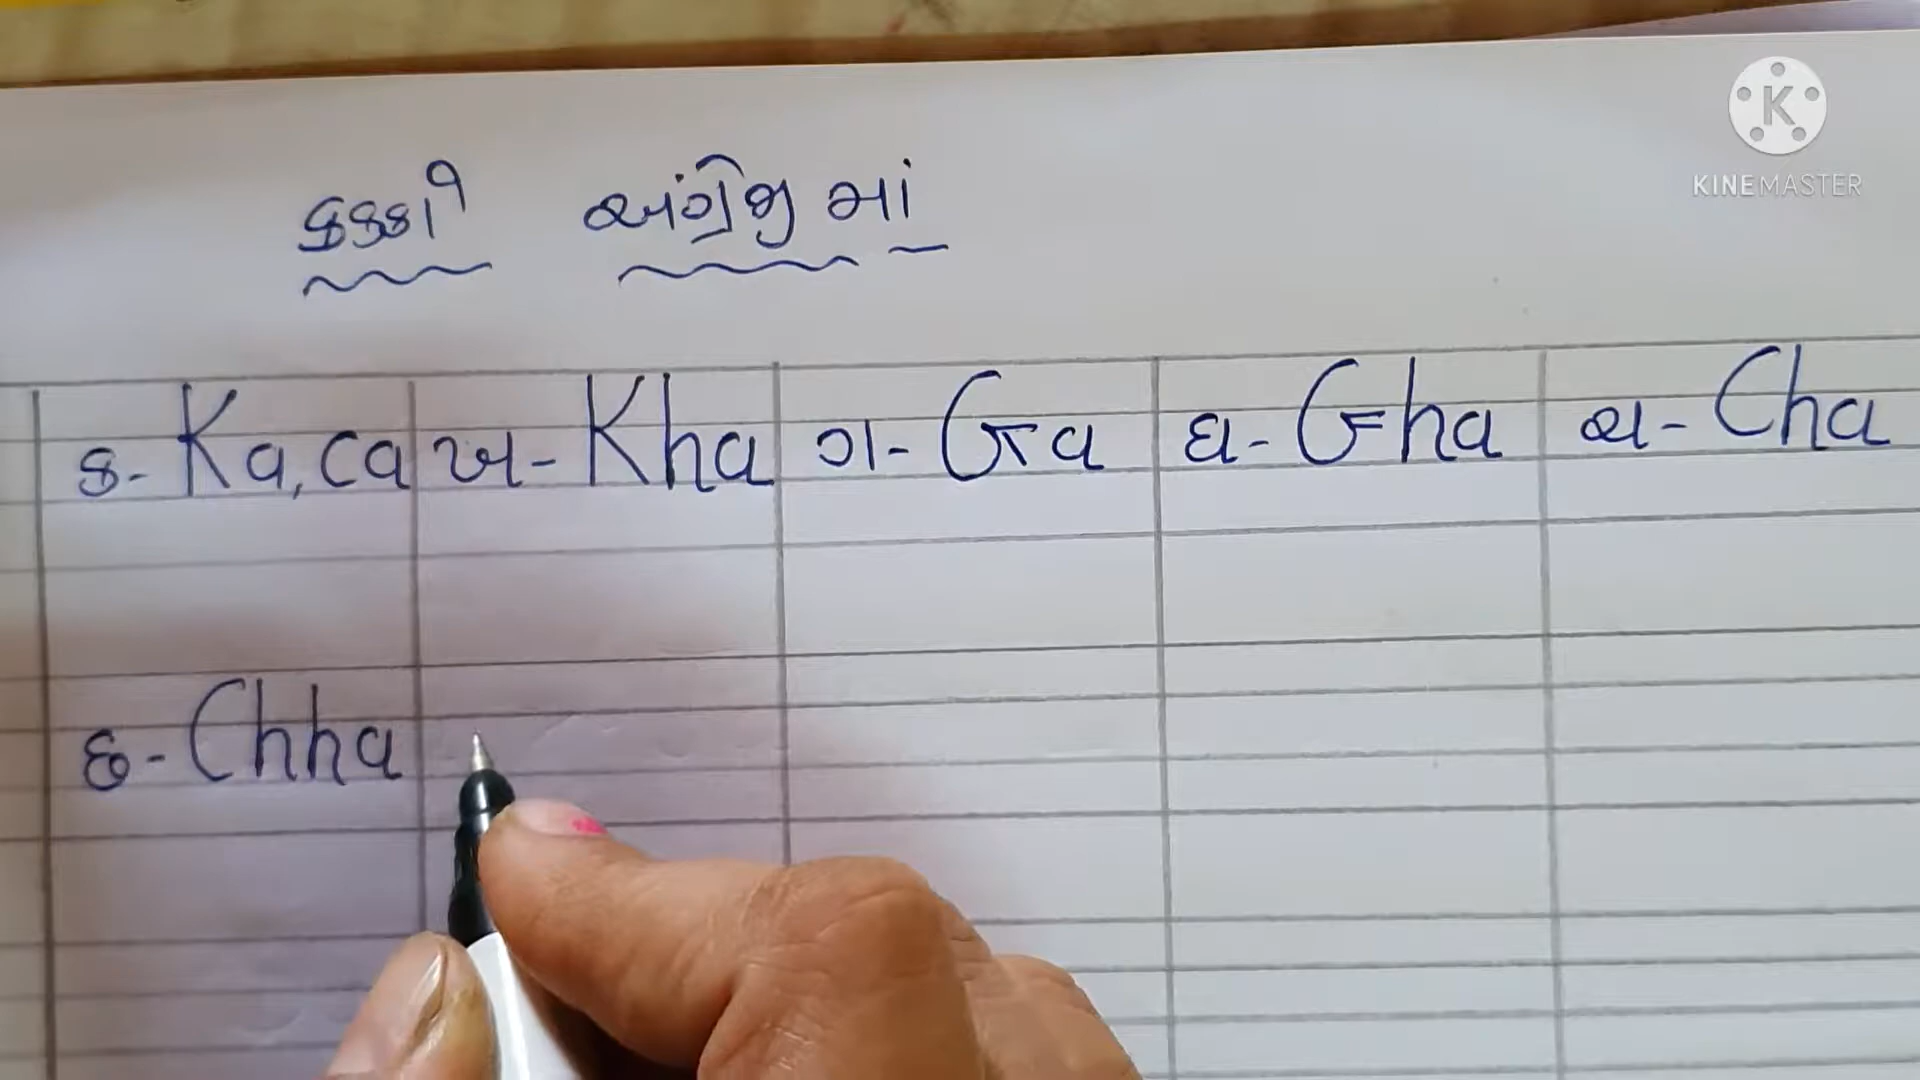 KINEMASTER
કક્કો અંગ્રેજી માં
ક- Ka, ca ખ- Kha ગ- Ga ઘ- Gha ચ- Cha
છ- Chha